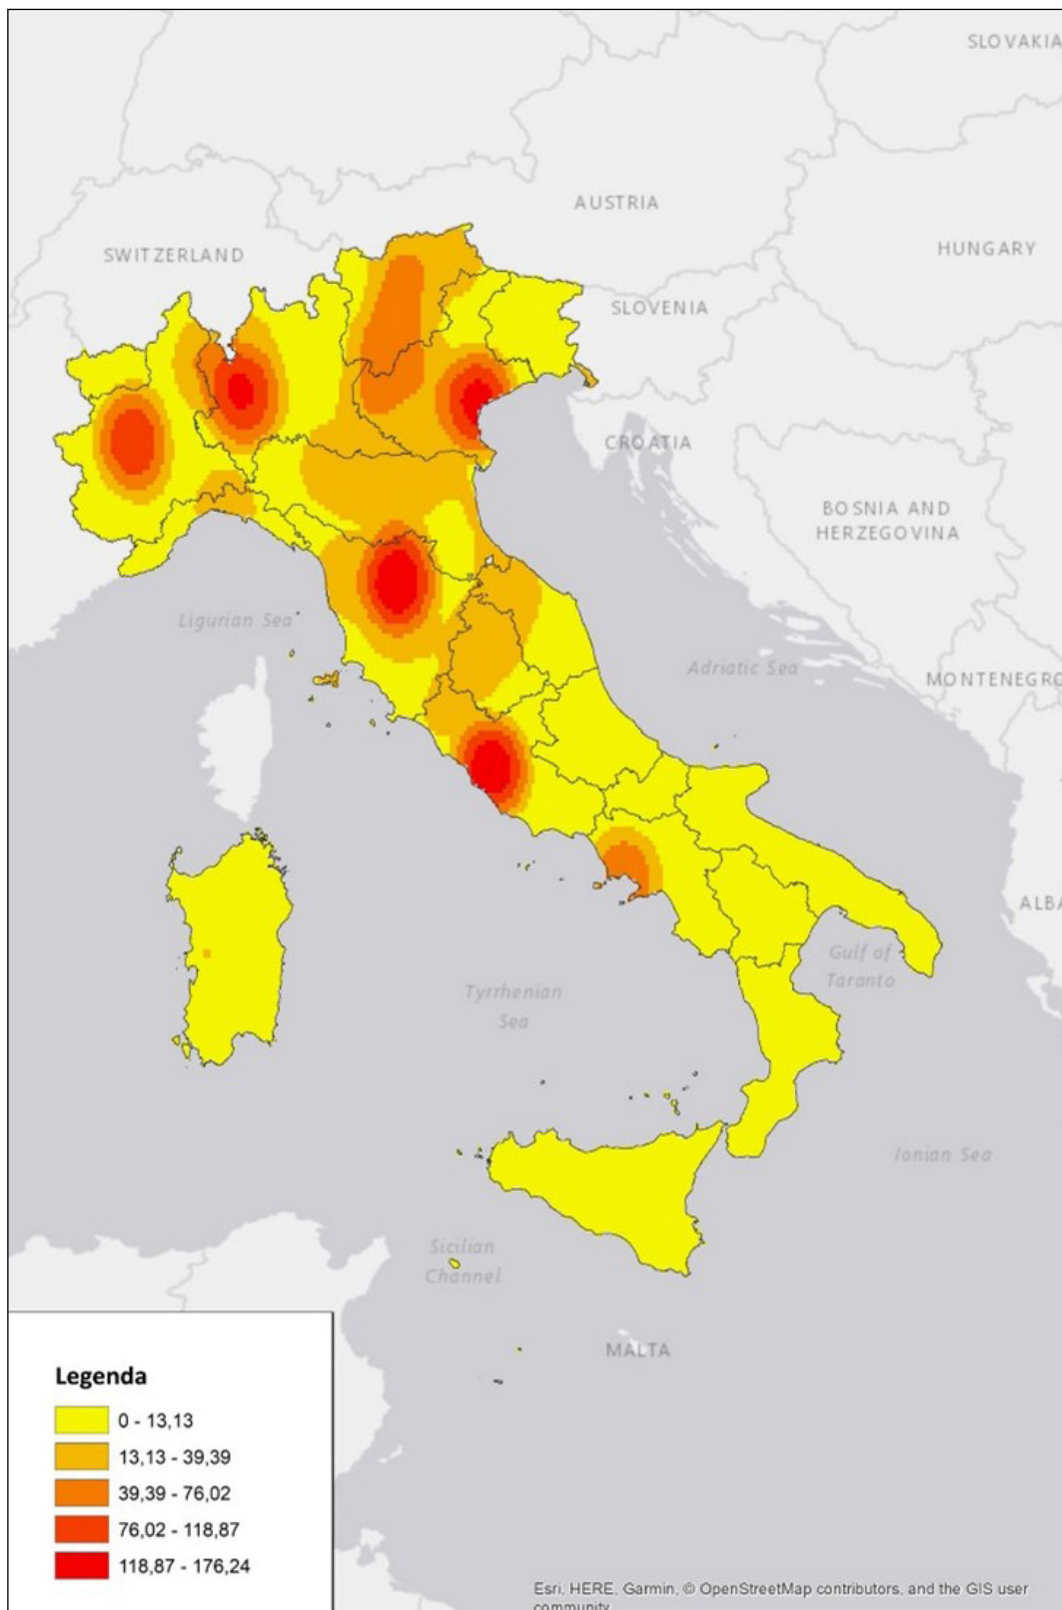 SLOVAKIA
AUSTRIA
SWITZERLAND
HUNGARY
SLOVENIA
CROATIA
BOSNIA AND
HERZEGOVINA
Ligurian Sea
Adriatic Sea
MONTENEGRO
ALBA
Gulf of
Taranto
Tyrrhenian
Sea
Ionian Sea
Sicilian
Channel
MALTA
Legenda
0 - 13,13
13,13 - 39,39
39,39 - 76,02
76,02 - 118,87
118,87 - 176,24
Esri, HERE, Garmin, © OpenStreetMap contributors, and the GIS user
community